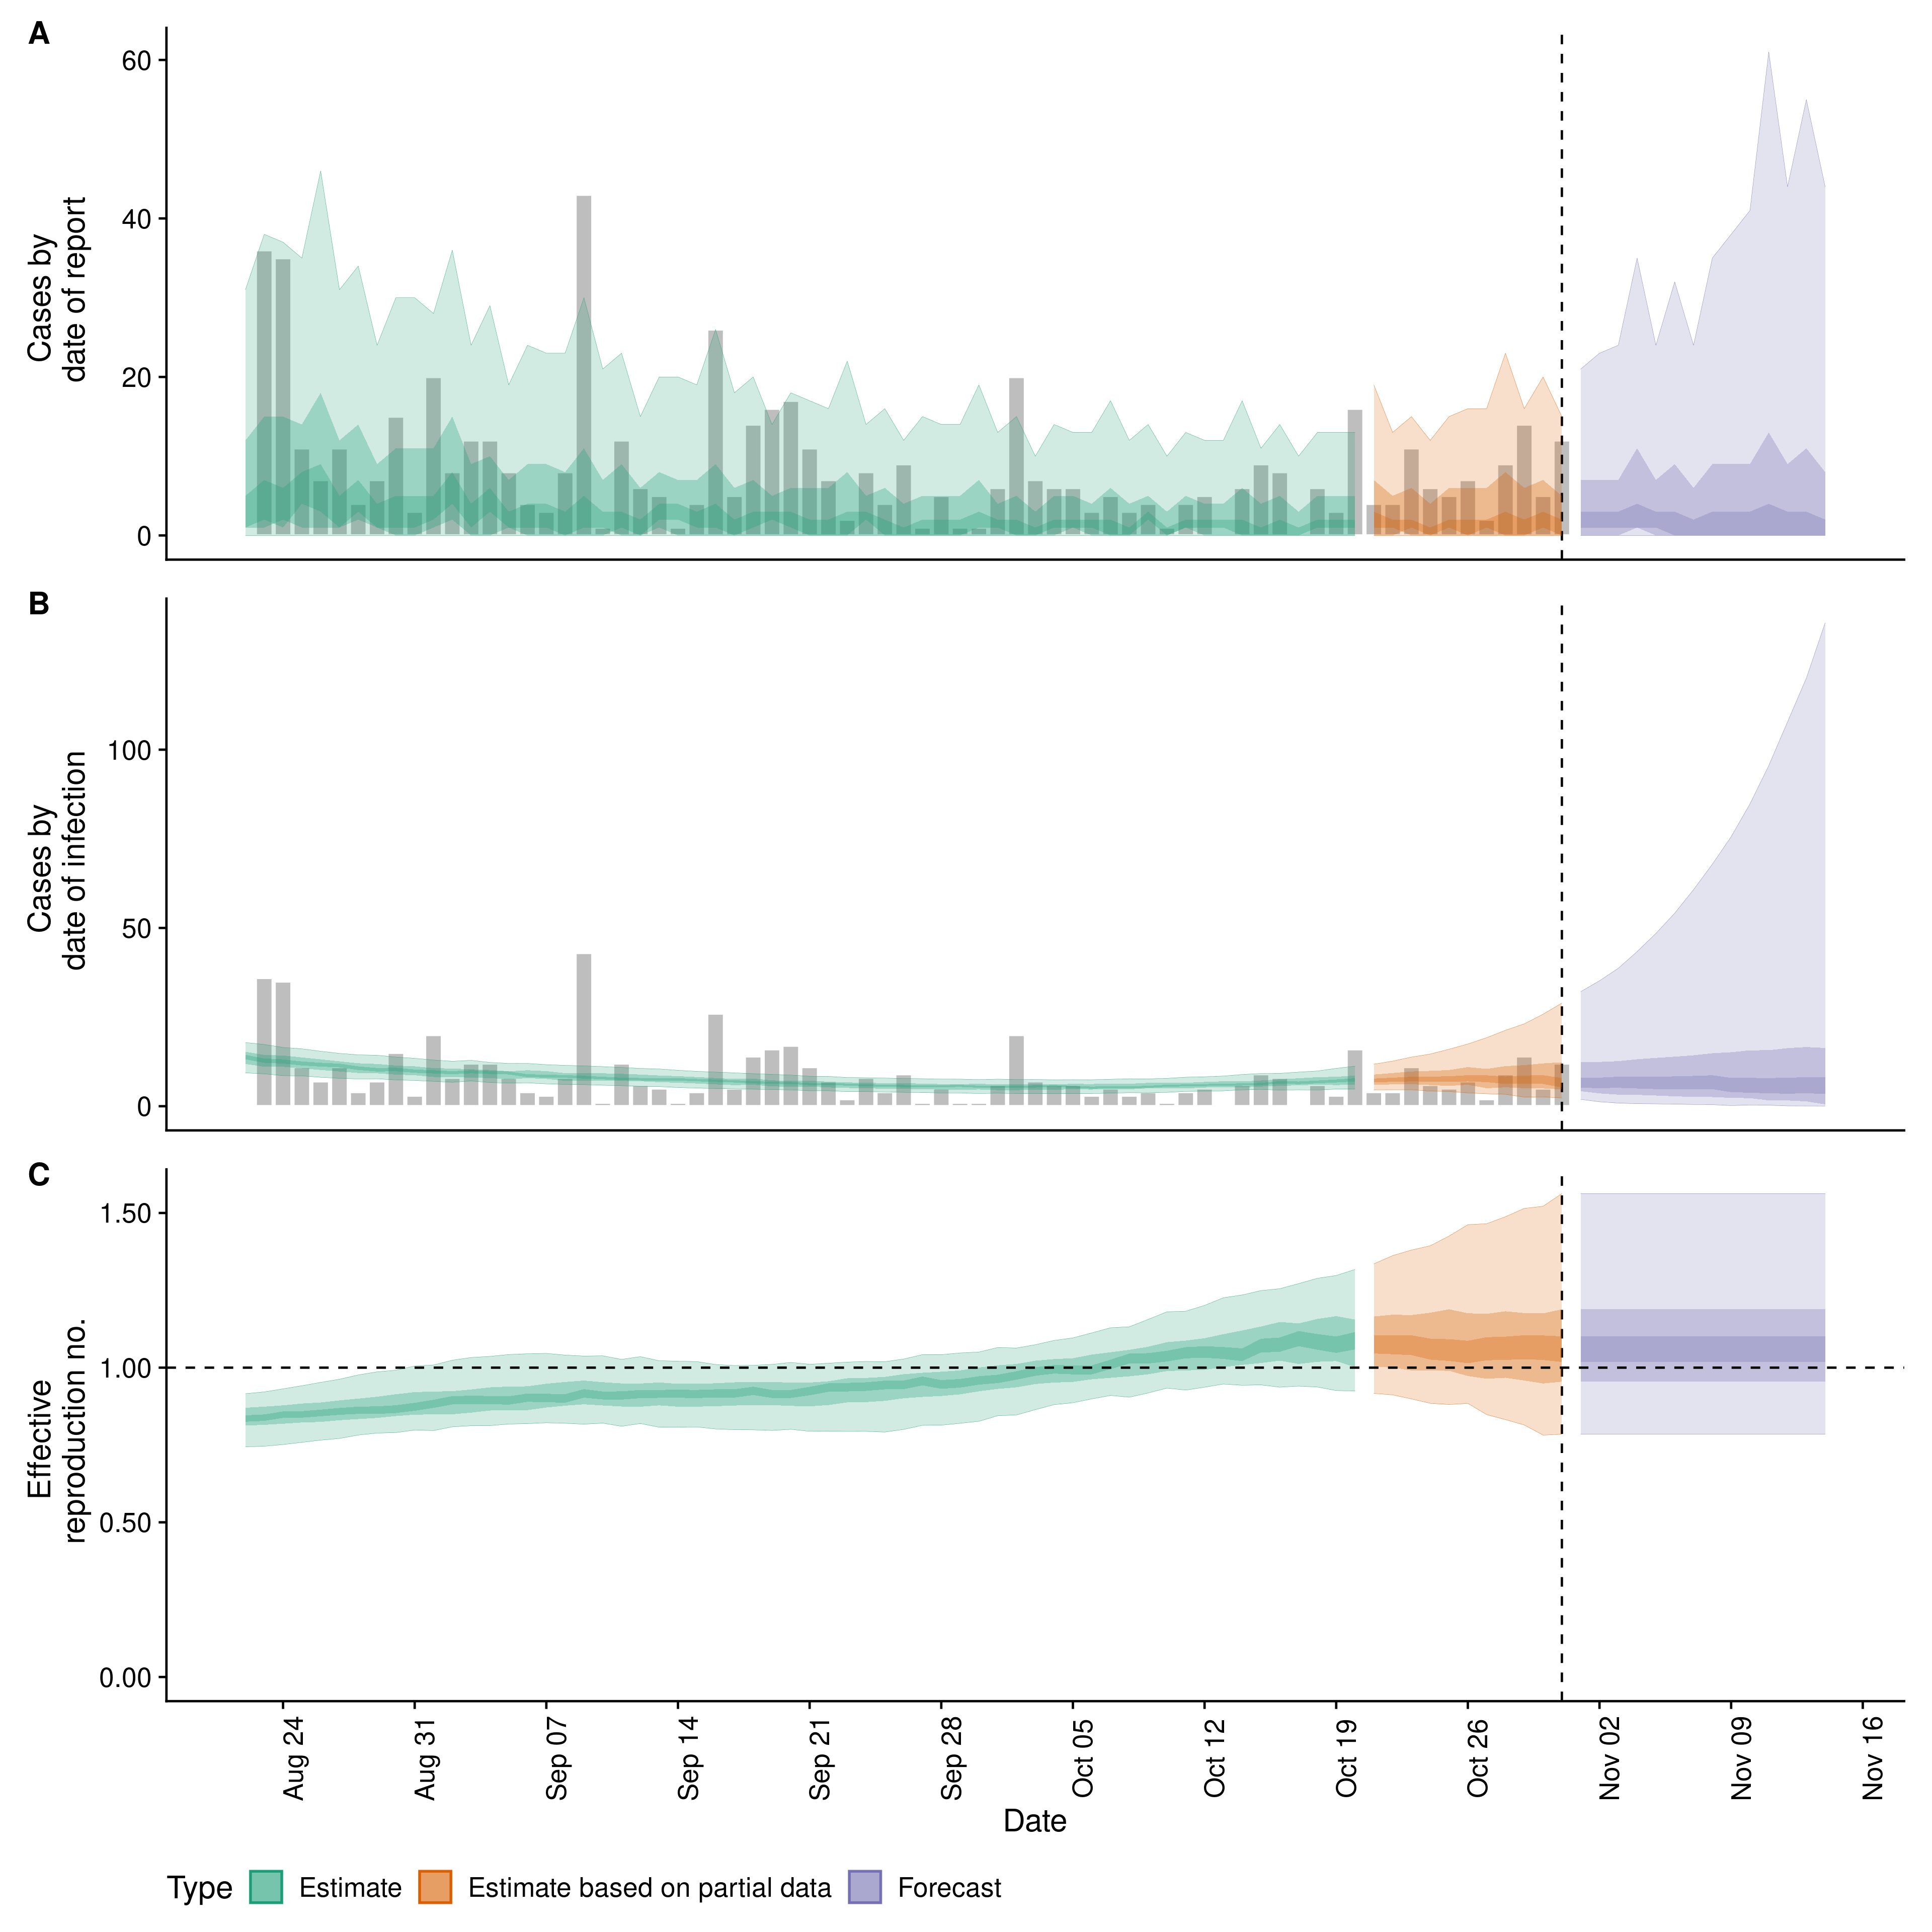 A
60
40
20
0
Cases by
date of report
B
100
50
0
Cases by
date of infection
C
1.50
1.00
0.50
0.00
Effective
reproduction no.
Aug 24
Aug 31
Sep 07
Sep 14
Sep 21
Sep 28
Oct 05
Oct 12
Oct 19
Oct 26
Nov 02
Nov 09
Nov 16
Date
Type Estimate Estimate based on partial data Forecast